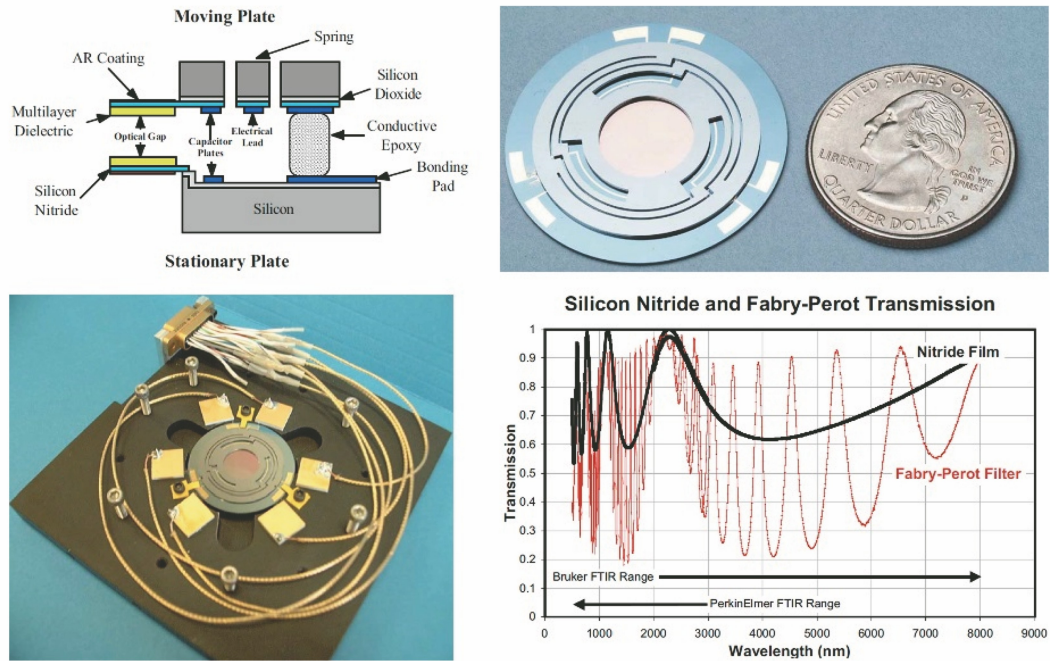 Moving Plate
Spring
AR Coating
Silicon
Dioxide
Multilayer
Dielectric
Optical Gap
Capacitor
Plates
Electrical
Lead
Conductive
Epoxy
Bonding
Pad
Silicon
Nitride
Silicon
Stationary Plate
UNITED STATES OF AMERICA
LIBERTY
IN
GOD WE
TRUST
P
QUARTER DOLLAR
Silicon Nitride and Fabry-Perot Transmission
1
0.9
0.8
0.7
0.6
0.5
0.4
0.3
0.2
0.1
0
Transmission
Nitride Film
Fabry-Perot Filter
Bruker FTIR Range
PerkinElmer FTIR Range
0 1000 2000 3000 4000 5000 6000 7000 8000 9000
Wavelength (nm)